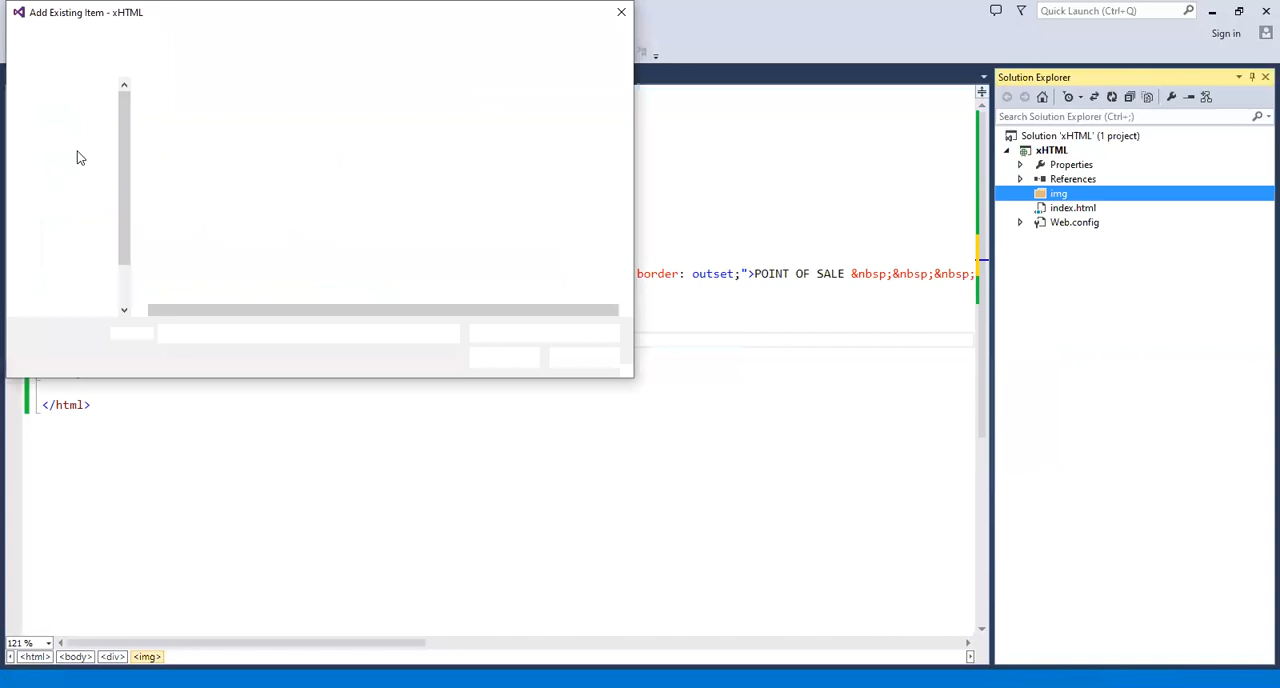 Add Existing Item - xHTML
Quick Launch (Ctrl+Q)
Sign in
Solution Explorer
Search Solution Explorer (Ctrl+;)
Solution 'xHTML' (1 project)
xHTML
Properties
References
img
index.html
Web.config
border: outset;">POINT OF SALE &nbsp;&nbsp;&nbsp;
</html>
121 %
<html> <body> <div> <img>